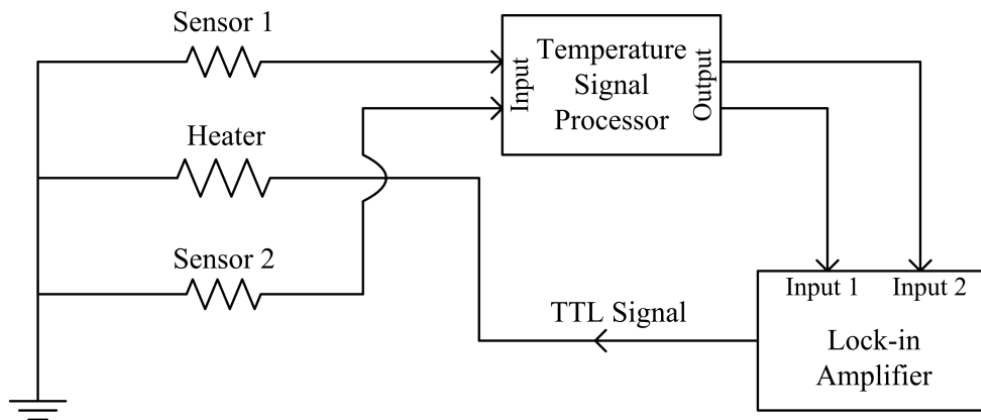 Sensor 1
Input
Temperature
Signal
Processor
Output
Heater
Sensor 2
TTL Signal
Input 1
Input 2
Lock-in
Amplifier